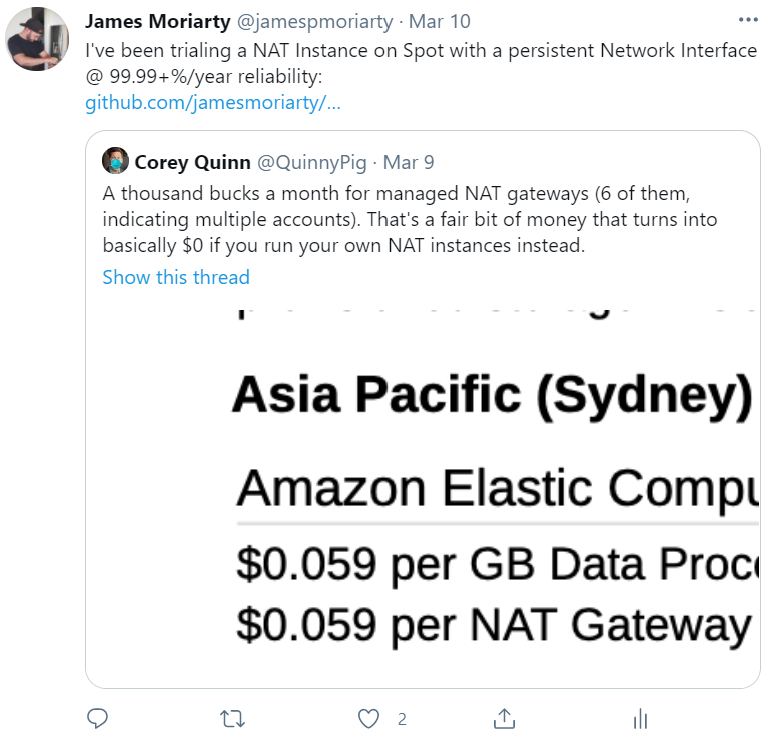 James Moriarty @jamespmoriarty · Mar 10
I've been trialing a NAT Instance on Spot with a persistent Network Interface
@ 99.99+%/year reliability:
github.com/jamesmoriarty/…
Corey Quinn @QuinnyPig · Mar 9
A thousand bucks a month for managed NAT gateways (6 of them,
indicating multiple accounts). That's a fair bit of money that turns into
basically $0 if you run your own NAT instances instead.
Show this thread
Asia Pacific (Sydney)
Amazon Elastic Compu
$0.059 per GB Data Proc
$0.059 per NAT Gateway
2